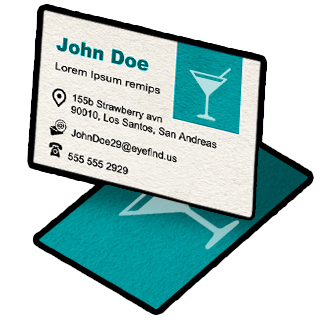 John Doe
Lorem Ipsum remips
155b Strawberry avn
90010, Los Santos, San Andreas
JohnDoe29@eyefind.us
555 555 2929